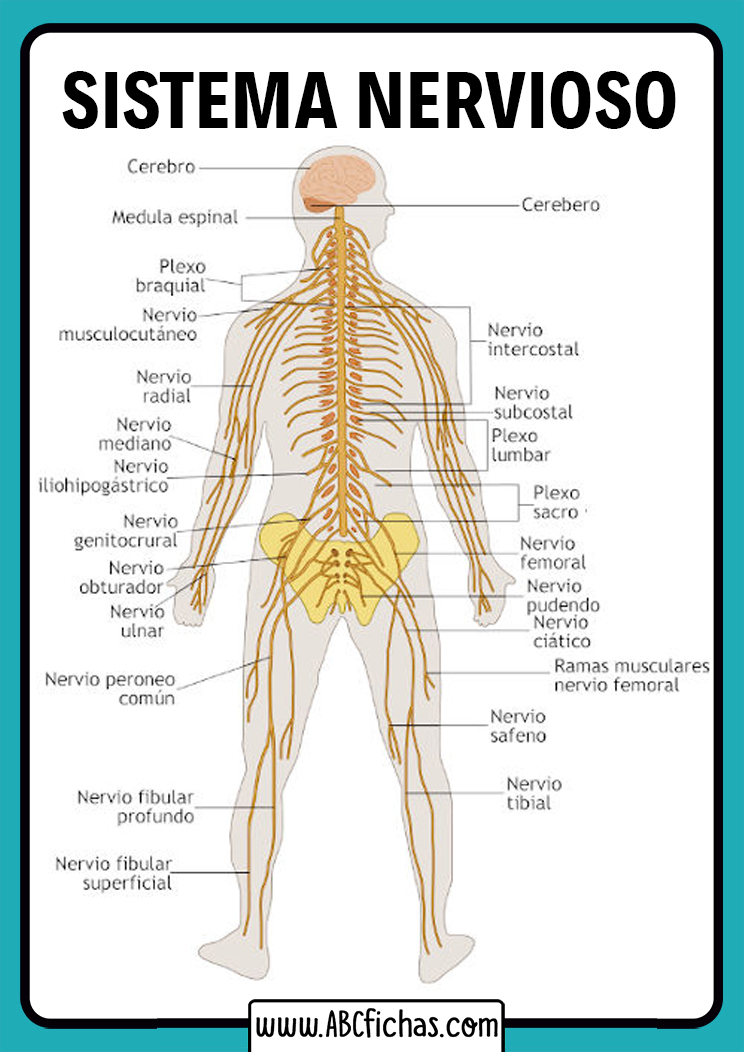 SISTEMA NERVIOSO
Cerebro
Cerebero
Medula espinal
Plexo
braquial
Nervio
musculocutáneo
Nervio
intercostal
Nervio
radial
Nervio
subcostal
Nervio
mediano
Plexo
lumbar
Nervio
iliohipogástrico
Plexo
sacro
Nervio
genitocrural
Nervio
femoral
Nervio
obturador
Nervio
pudendo
Nervio
ulnar
Nervio
ciático
Ramas musculares
nervio femoral
Nervio peroneo
común
Nervio
safeno
Nervio
tibial
Nervio fibular
profundo
Nervio fibular
superficial
www.ABCfichas.com